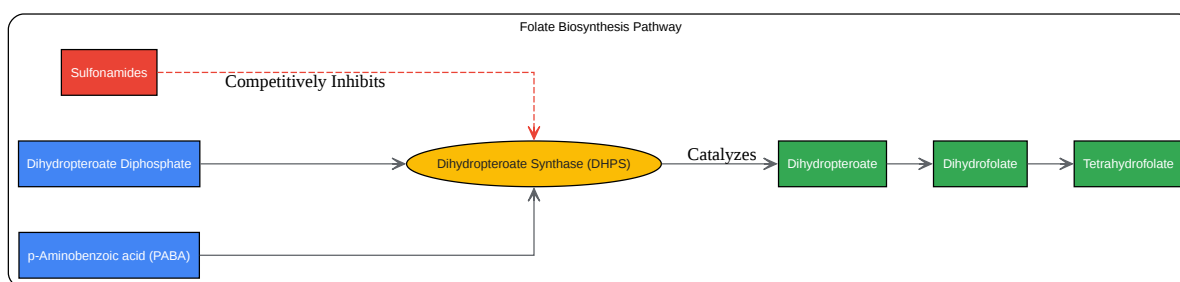 Folate Biosynthesis Pathway
Sulfonamides
Competitively Inhibits
Dihydropteroate Diphosphate
Dihydropteroate Synthase (DHPS)
Catalyzes
Dihydropteroate
Dihydrofolate
Tetrahydrofolate
p-Aminobenzoic acid (PABA)